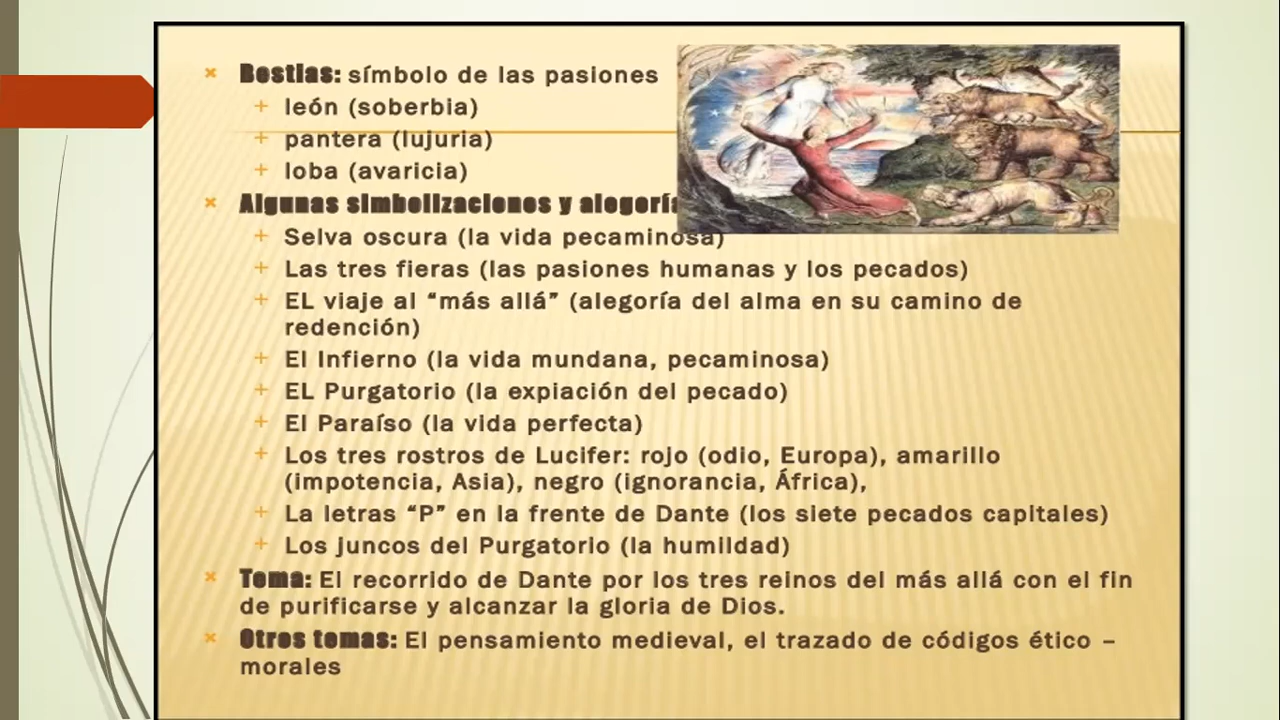 Bestias: símbolo de las pasiones
león (soberbia)
pantera (lujuria)
loba (avaricia)
Algunas simbolizaciones y alegoría
Selva oscura (la vida pecaminosa)
Las tres fieras (las pasiones humanas y los pecados)
EL viaje al “más allá” (alegoría del alma en su camino de
redención)
El Infierno (la vida mundana, pecaminosa)
EL Purgatorio (la expiación del pecado)
El Paraíso (la vida perfecta)
Los tres rostros de Lucifer: rojo (odio, Europa), amarillo
(impotencia, Asia), negro (ignorancia, África),
La letras “P” en la frente de Dante (los siete pecados capitales)
Los juncos del Purgatorio (la humildad)
Tema: El recorrido de Dante por los tres reinos del más allá con el fin
de purificarse y alcanzar la gloria de Dios.
Otros temas: El pensamiento medieval, el trazado de códigos ético –
morales